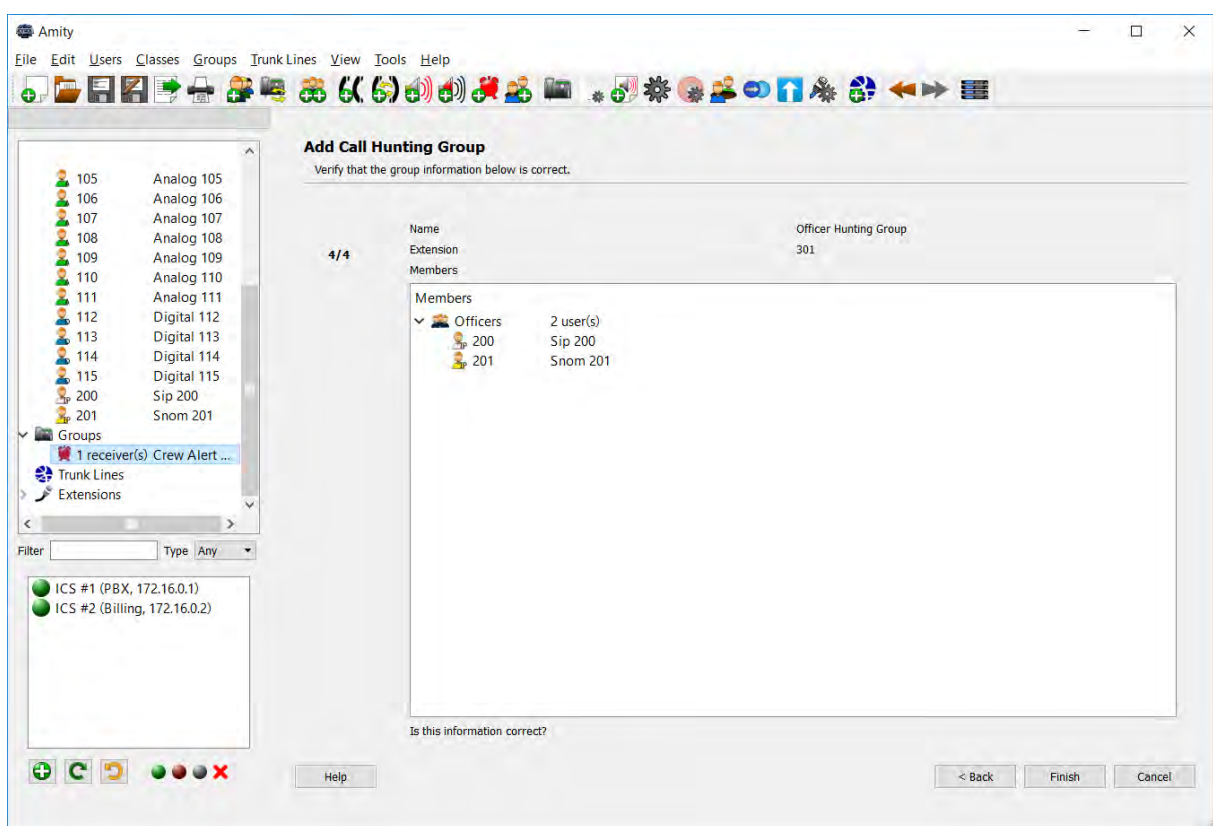 Amity
File Edit Users Classes Groups Trunk Lines View Tools Help
105 Analog 105
106 Analog 106
107 Analog 107
108 Analog 108
109 Analog 109
110 Analog 110
111 Analog 111
112 Digital 112
113 Digital 113
114 Digital 114
115 Digital 115
200 Sip 200
201 Snom 201
Groups
1 receiver(s) Crew Alert ...
Trunk Lines
Extensions
Filter Type Any
ICS #1 (PBX, 172.16.0.1)
ICS #2 (Billing, 172.16.0.2)
Add Call Hunting Group
Verify that the group information below is correct.
4/4
Name Officer Hunting Group
Extension 301
Members
Members
Officers 2 user(s)
200 Sip 200
201 Snom 201
Is this information correct?
Help < Back Finish Cancel